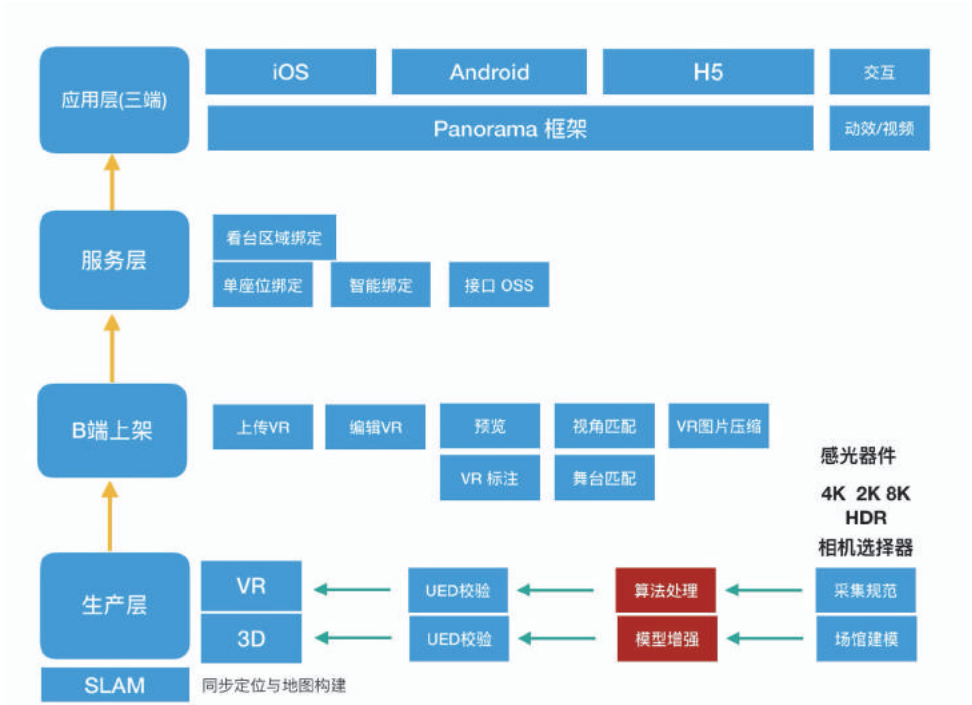 应用层(三端)
iOS
Android
H5
交互
Panorama 框架
动效/视频
服务层
看台区域绑定
单座位绑定
智能绑定
接口 OSS
B端上架
上传VR
编辑VR
预览
视角匹配
VR图片压缩
VR 标注
舞台匹配
感光器件
4K 2K 8K
HDR
相机选择器
生产层
VR
UED校验
算法处理
采集规范
3D
UED校验
模型增强
场馆建模
SLAM
同步定位与地图构建